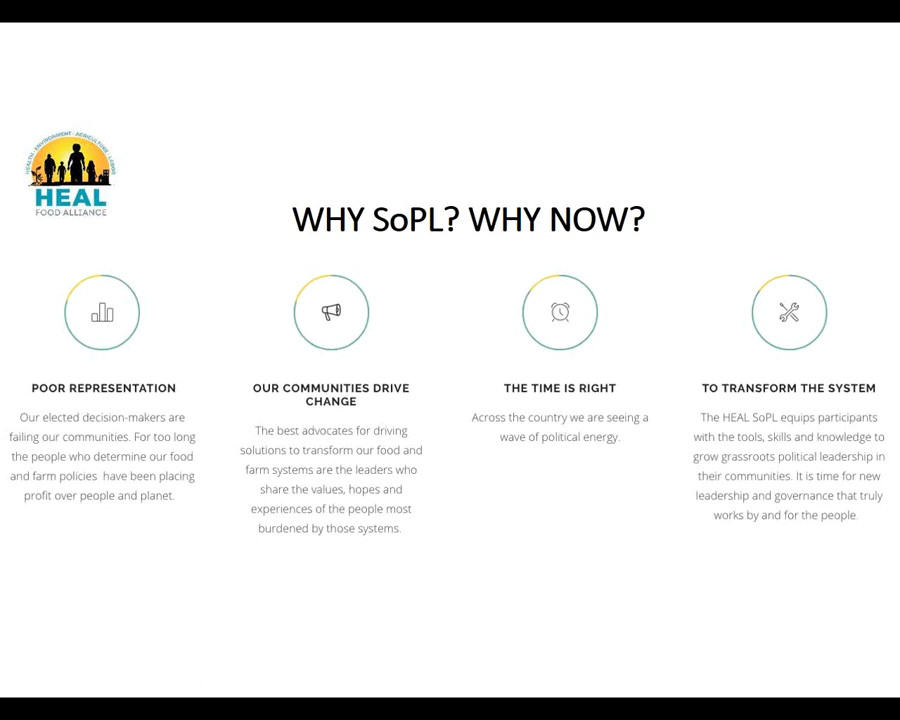 HEALTH · ENVIRONMENT · AGRICULTURE · LABOR
HEAL
FOOD ALLIANCE
WHY SoPL? WHY NOW?
POOR REPRESENTATION
Our elected decision-makers are
failing our communities. For too long
the people who determine our food
and farm policies have been placing
profit over people and planet.
OUR COMMUNITIES DRIVE
CHANGE
The best advocates for driving
solutions to transform our food and
farm systems are the leaders who
share the values, hopes and
experiences of the people most
burdened by those systems.
THE TIME IS RIGHT
Across the country we are seeing a
wave of political energy.
TO TRANSFORM THE SYSTEM
The HEAL SoPL equips participants
with the tools, skills and knowledge to
grow grassroots political leadership in
their communities. It is time for new
leadership and governance that truly
works by and for the people.